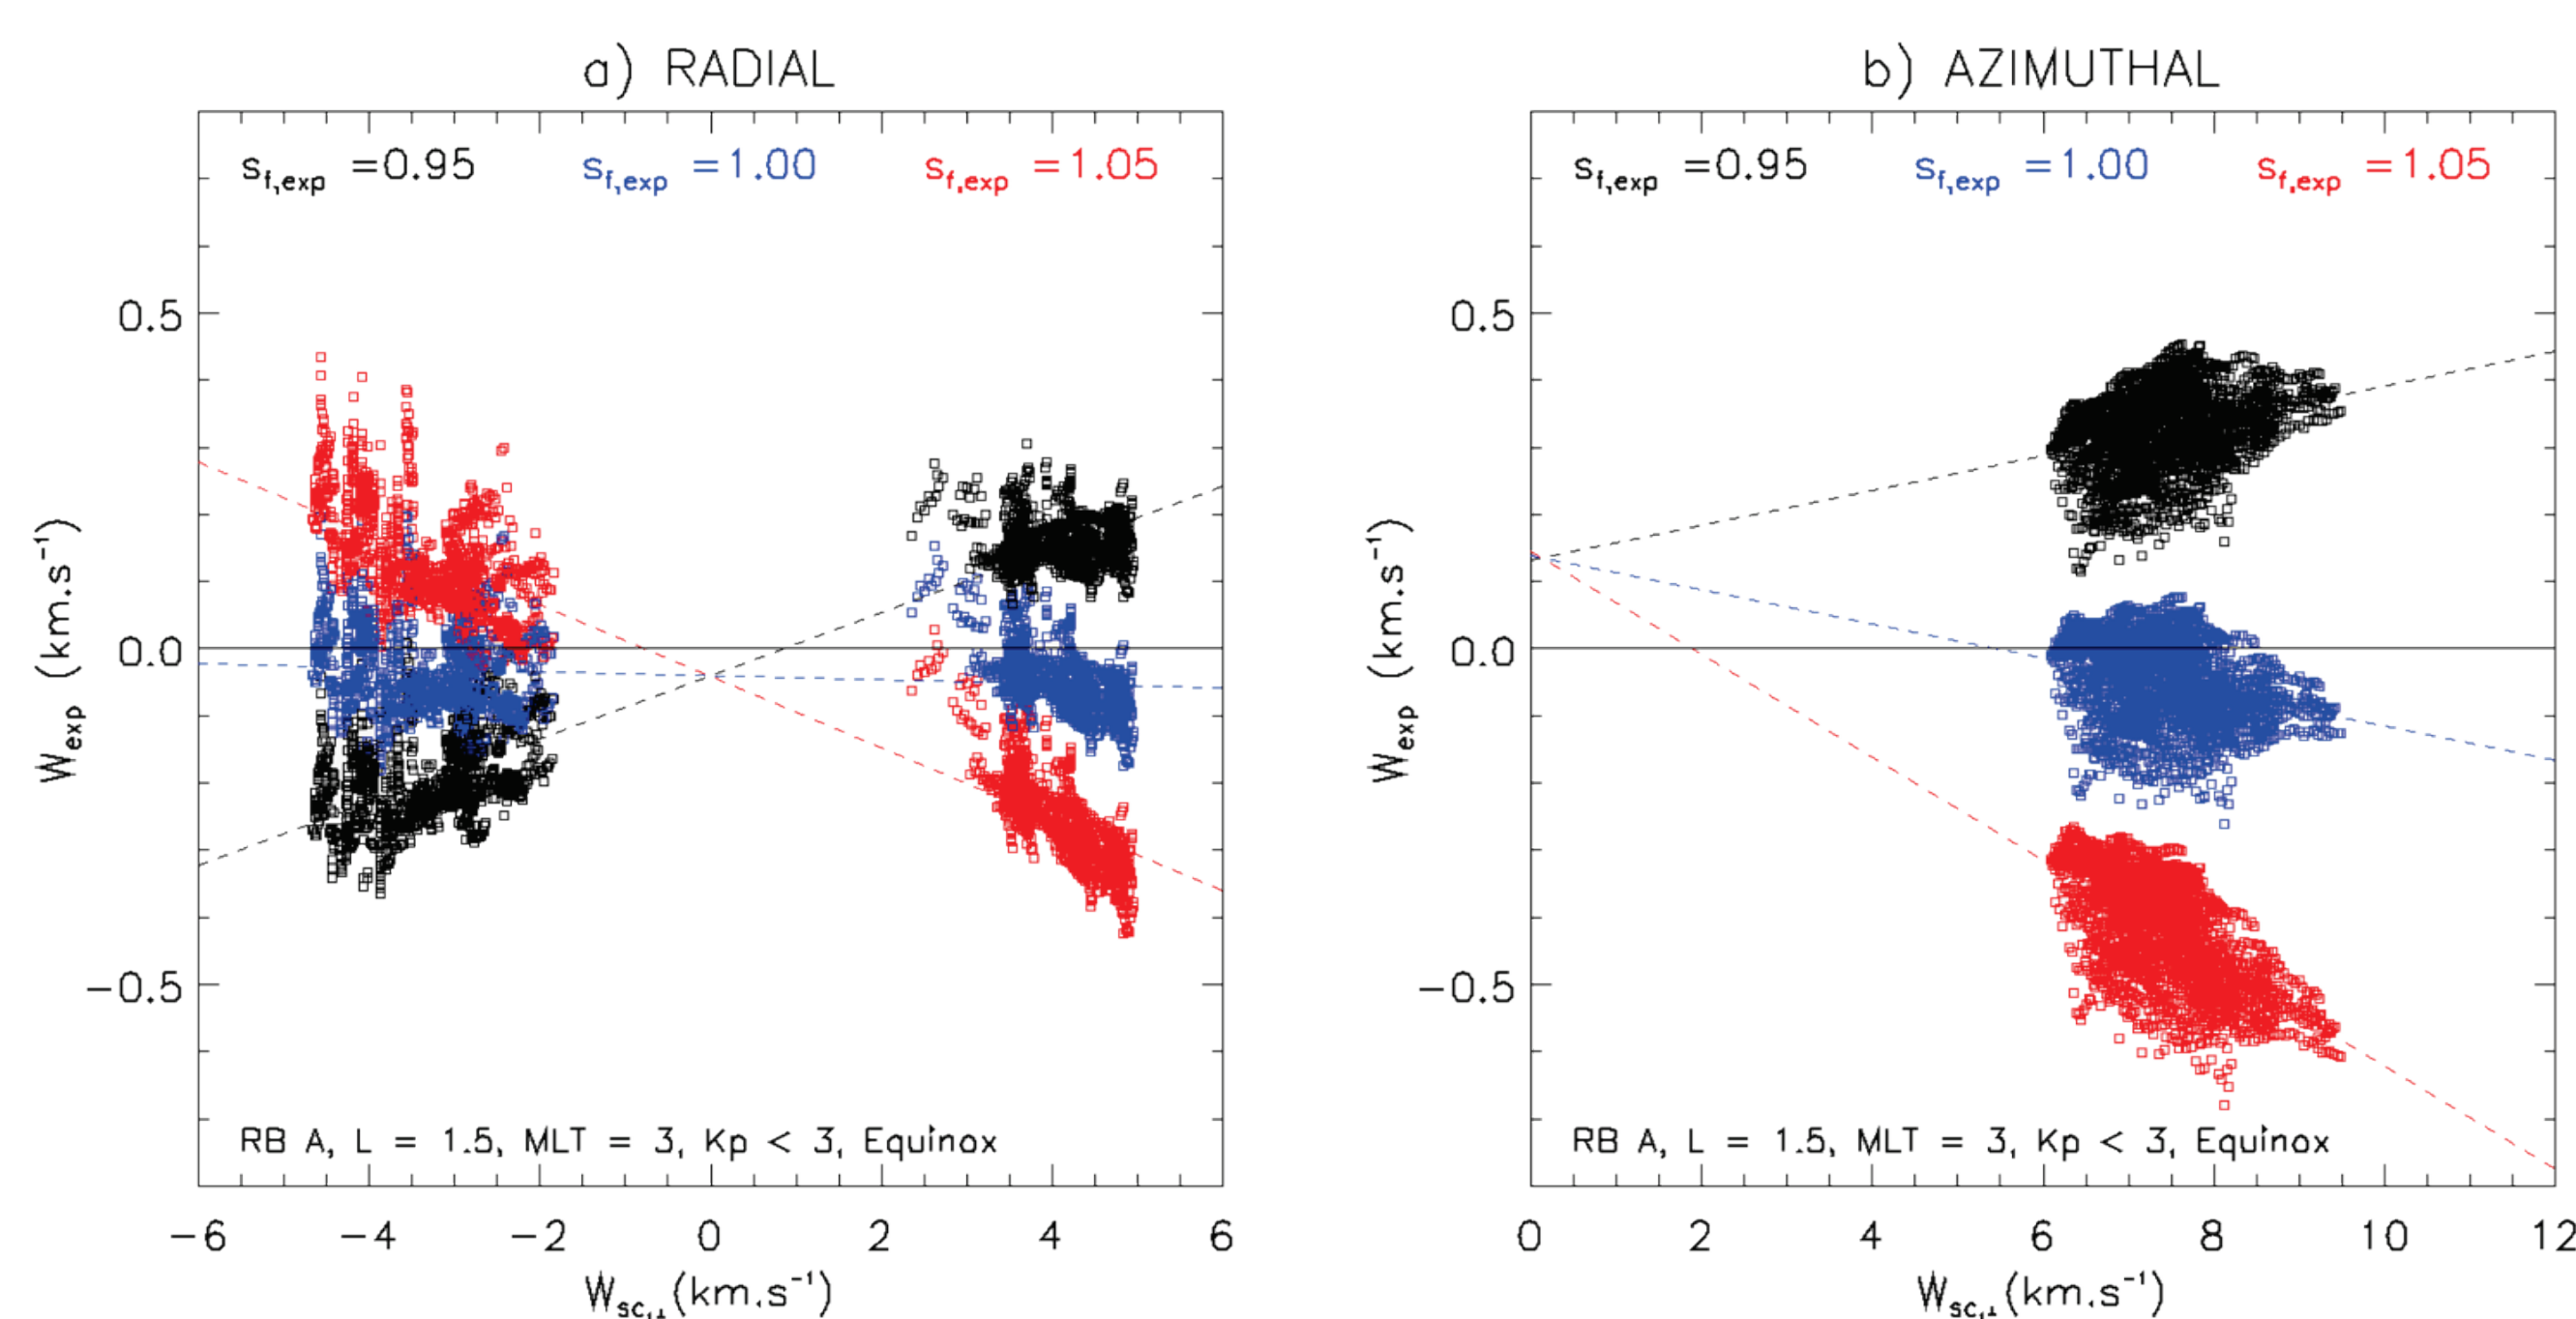 a) RADIAL
s_f,exp =0.95 s_f,exp =1.00 s_f,exp =1.05
0.5
0.0
−0.5
W_exp (km.s⁻¹)
RB A, L = 1.5, MLT = 3, Kp < 3, Equinox
−6 −4 −2 0 2 4 6
W_sc,⊥(km.s⁻¹)
b) AZIMUTHAL
s_f,exp =0.95 s_f,exp =1.00 s_f,exp =1.05
0.5
0.0
−0.5
W_exp (km.s⁻¹)
RB A, L = 1.5, MLT = 3, Kp < 3, Equinox
0 2 4 6 8 10 12
W_sc,⊥(km.s⁻¹)